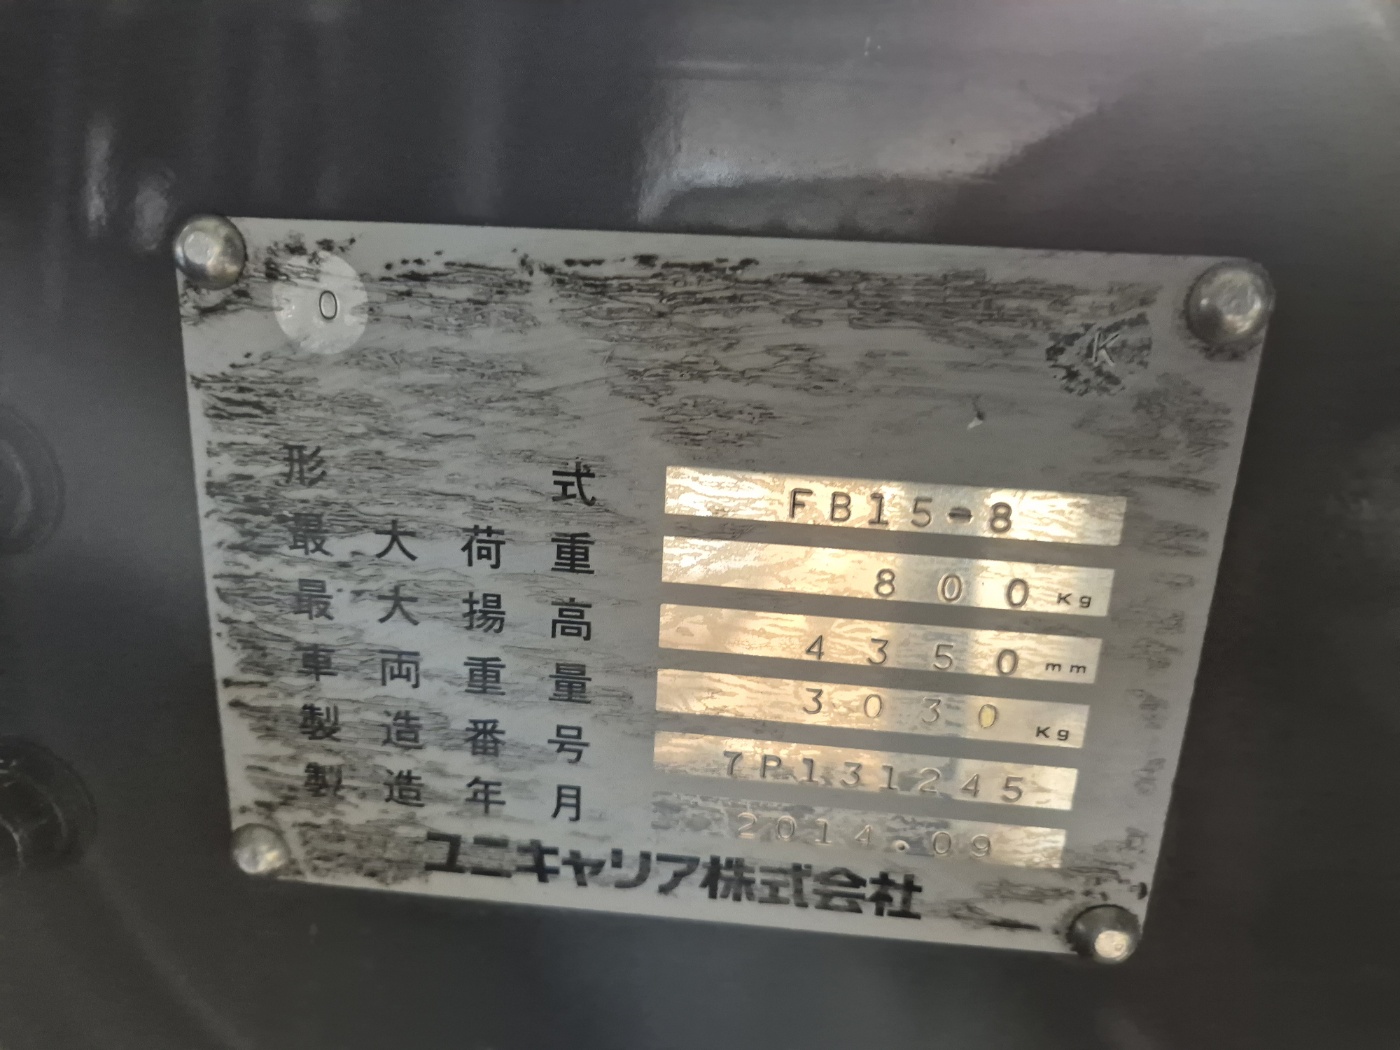 0
K
形式 FB15-8
最大荷重 800 Kg
最大揚高 4350 mm
車両重量 3030 Kg
製造番号 7P131245
製造年月 2014.09
ユニキャリア株式会社